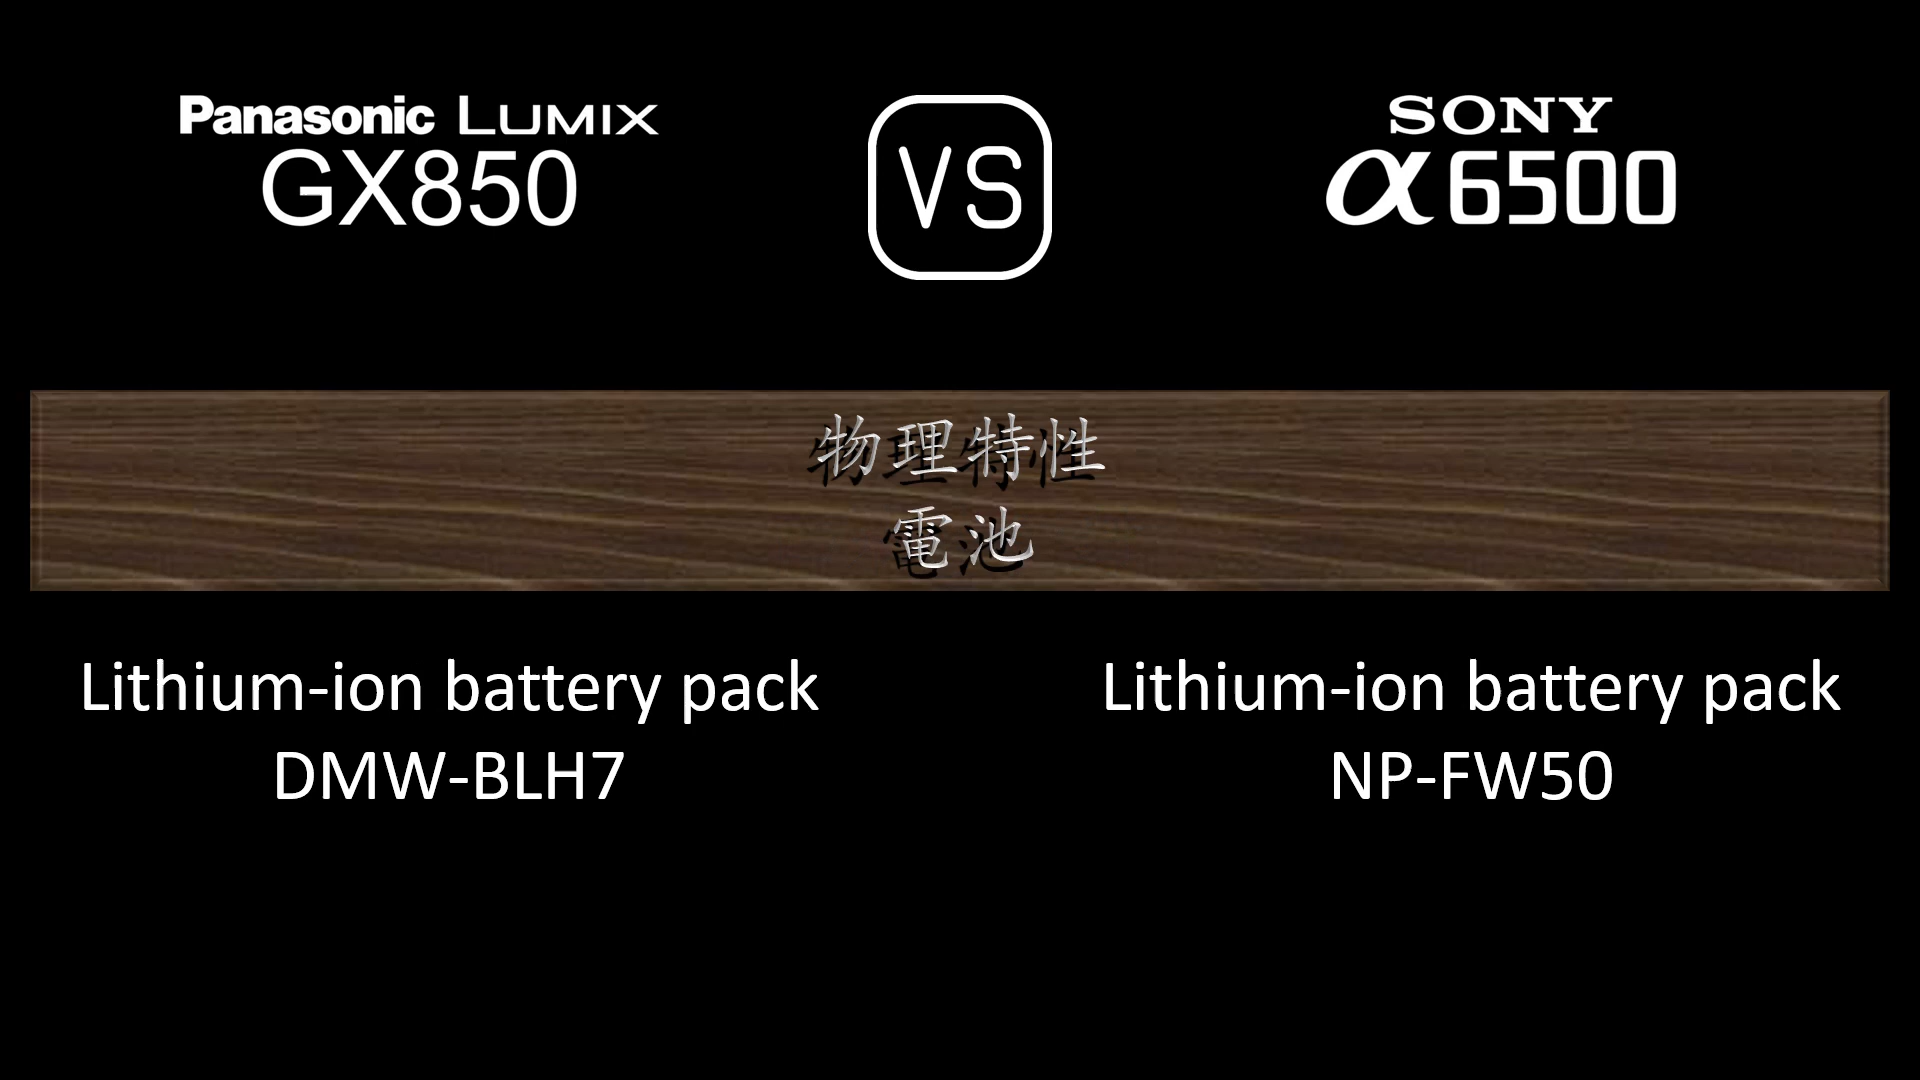 Panasonic LUMIX
GX850
VS
SONY
α6500
物理特性
電池
Lithium-ion battery pack
DMW-BLH7
Lithium-ion battery pack
NP-FW50